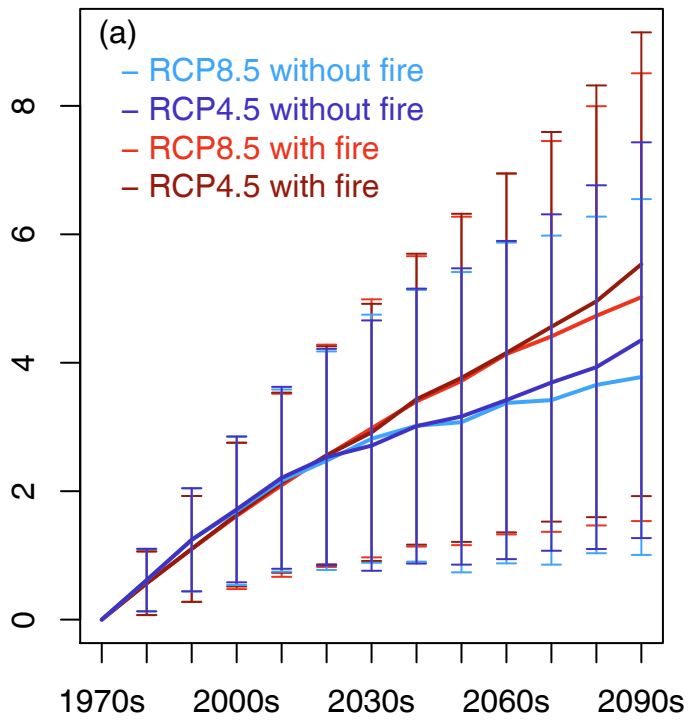 (a)
– RCP8.5 without fire
– RCP4.5 without fire
– RCP8.5 with fire
– RCP4.5 with fire
8
6
4
2
0
1970s 2000s 2030s 2060s 2090s